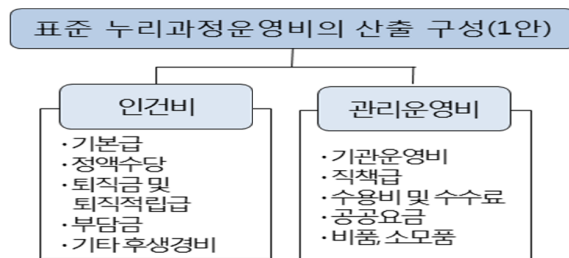 표준 누리과정운영비의 산출 구성(1안)
인건비
· 기본급
· 정액수당
· 퇴직금 및
퇴직적립금
· 부담금
· 기타 후생경비
관리운영비
· 기관운영비
· 직책급
· 수용비 및 수수료
· 공공요금
· 비품, 소모품